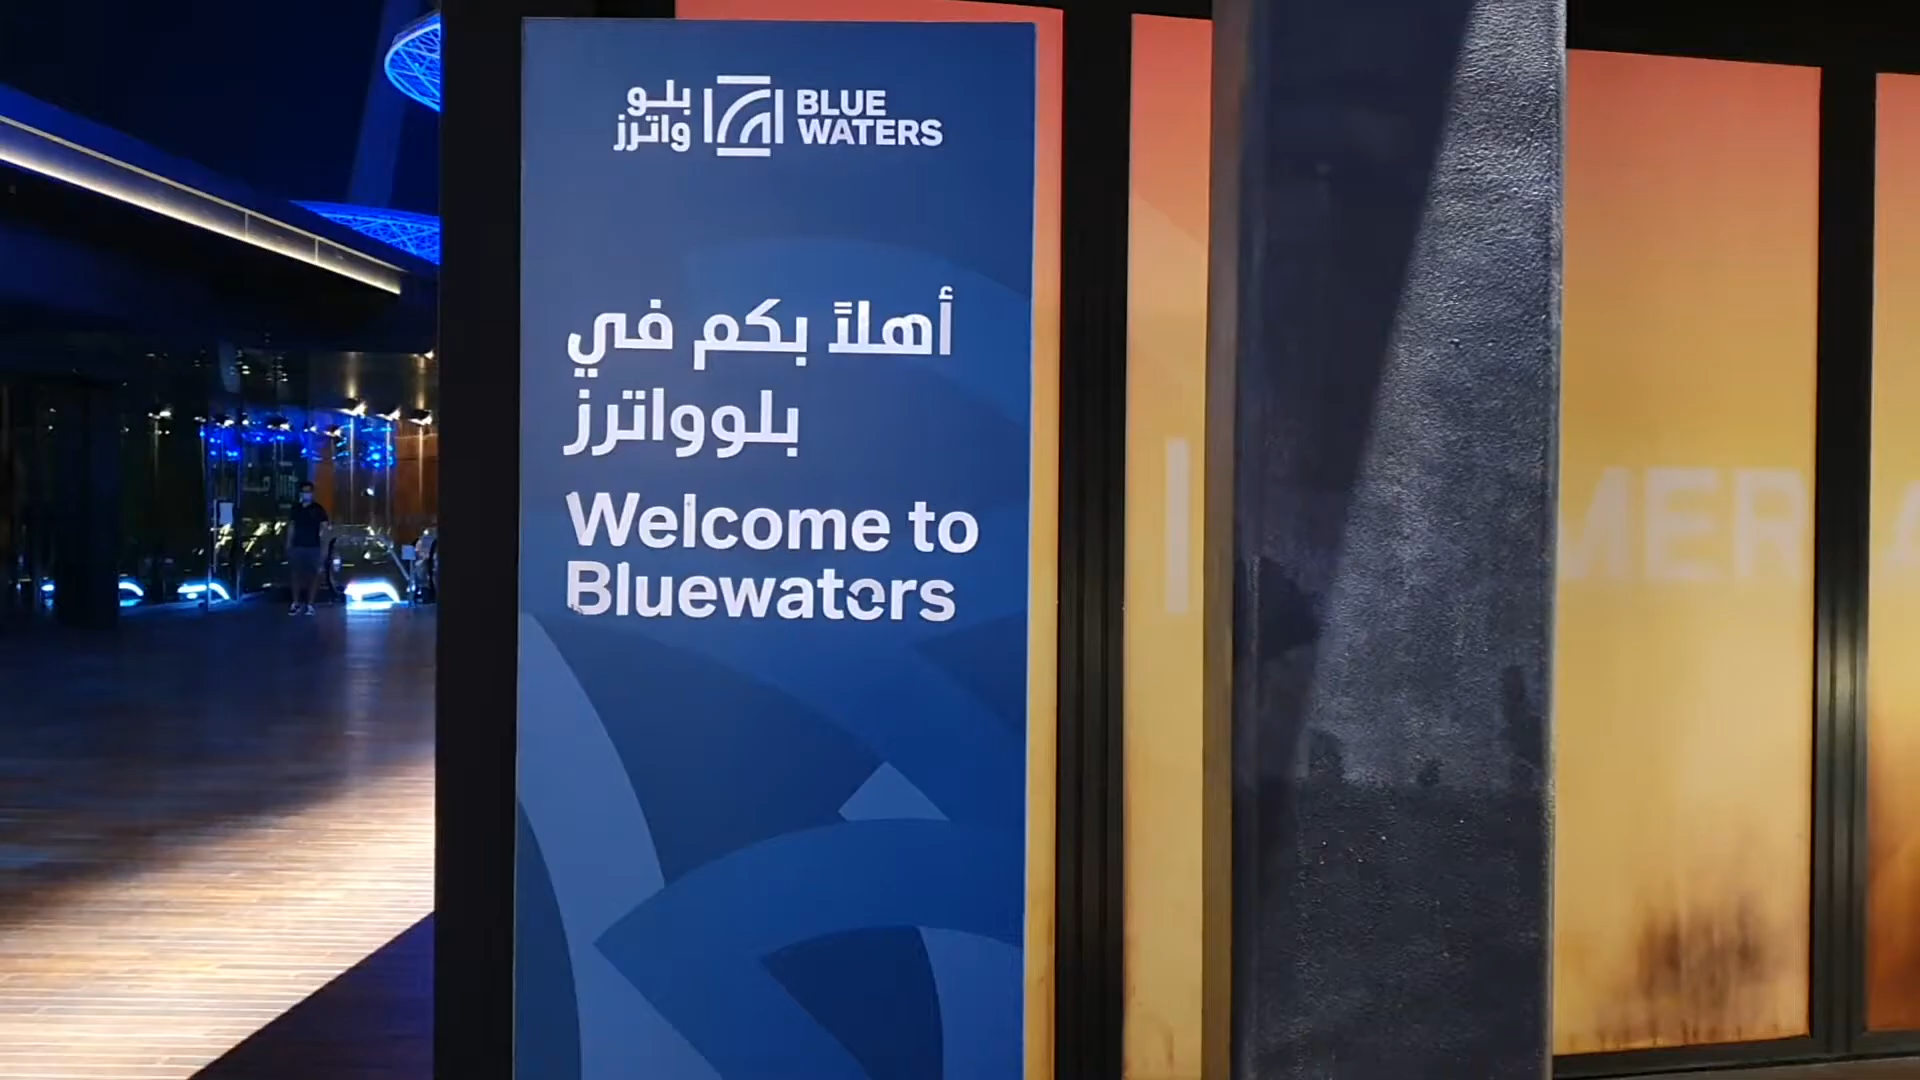 بلو
واترز
BLUE
WATERS
أهلاً بكم في
بلوواترز
Welcome to
Bluewaters